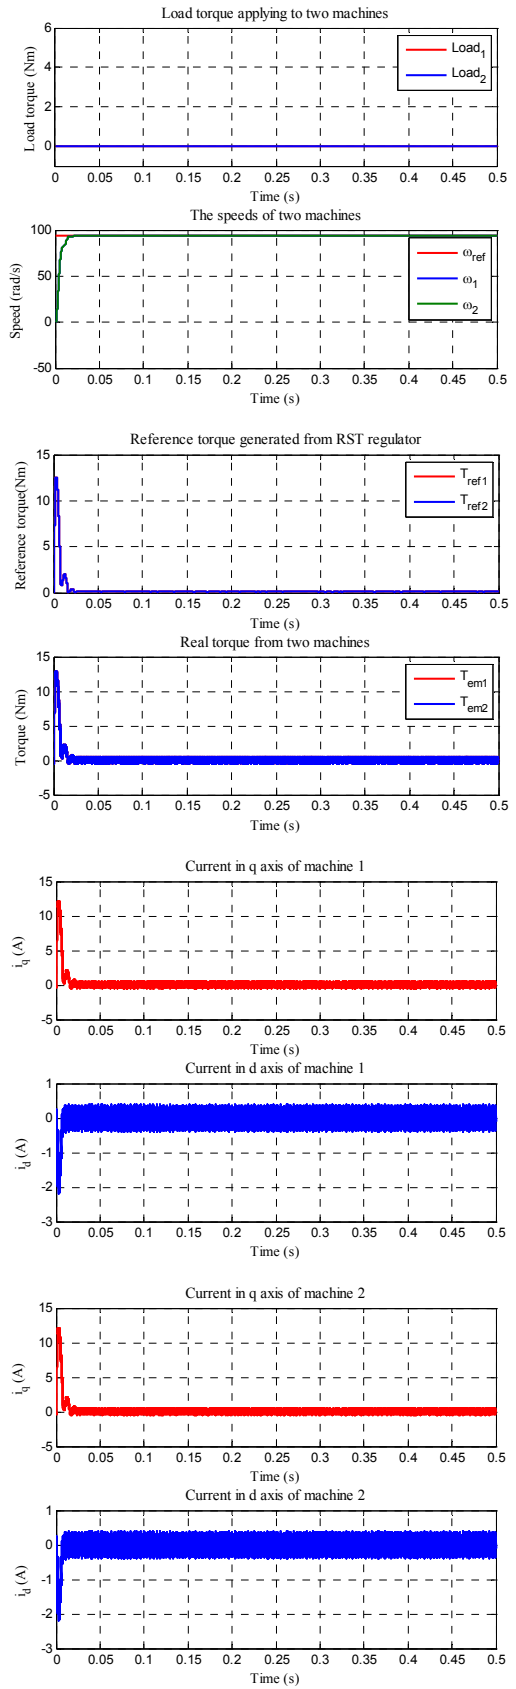 Load torque applying to two machines
Load torque (Nm)
6
4
2
0
Load1
Load2
0 0.05 0.1 0.15 0.2 0.25 0.3 0.35 0.4 0.45 0.5
Time (s)
The speeds of two machines
Speed (rad/s)
100
50
0
-50
ωref
ω1
ω2
0 0.05 0.1 0.15 0.2 0.25 0.3 0.35 0.4 0.45 0.5
Time (s)
Reference torque generated from RST regulator
Reference torque(Nm)
15
10
5
0
Tref1
Tref2
0 0.05 0.1 0.15 0.2 0.25 0.3 0.35 0.4 0.45 0.5
Time (s)
Real torque from two machines
Torque (Nm)
15
10
5
0
-5
Tem1
Tem2
0 0.05 0.1 0.15 0.2 0.25 0.3 0.35 0.4 0.45 0.5
Time (s)
Current in q axis of machine 1
iq (A)
15
10
5
0
-5
0 0.05 0.1 0.15 0.2 0.25 0.3 0.35 0.4 0.45 0.5
Time (s)
Current in d axis of machine 1
id (A)
1
0
-1
-2
-3
0 0.05 0.1 0.15 0.2 0.25 0.3 0.35 0.4 0.45 0.5
Time (s)
Current in q axis of machine 2
iq (A)
15
10
5
0
-5
0 0.05 0.1 0.15 0.2 0.25 0.3 0.35 0.4 0.45 0.5
Time (s)
Current in d axis of machine 2
id (A)
1
0
-1
-2
-3
0 0.05 0.1 0.15 0.2 0.25 0.3 0.35 0.4 0.45 0.5
Time (s)